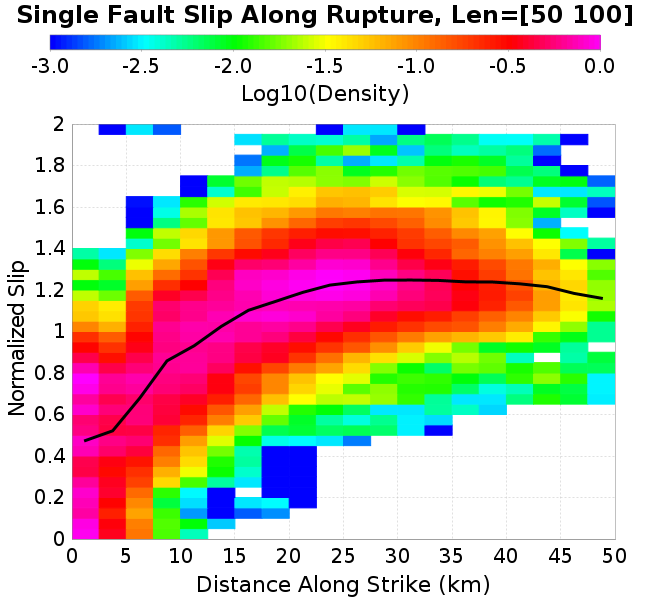 Single Fault Slip Along Rupture, Len=[50 100]
-3.0 -2.5 -2.0 -1.5 -1.0 -0.5 0.0
Log10(Density)
Normalized Slip
2
1.8
1.6
1.4
1.2
1
0.8
0.6
0.4
0.2
0
0 5 10 15 20 25 30 35 40 45 50
Distance Along Strike (km)